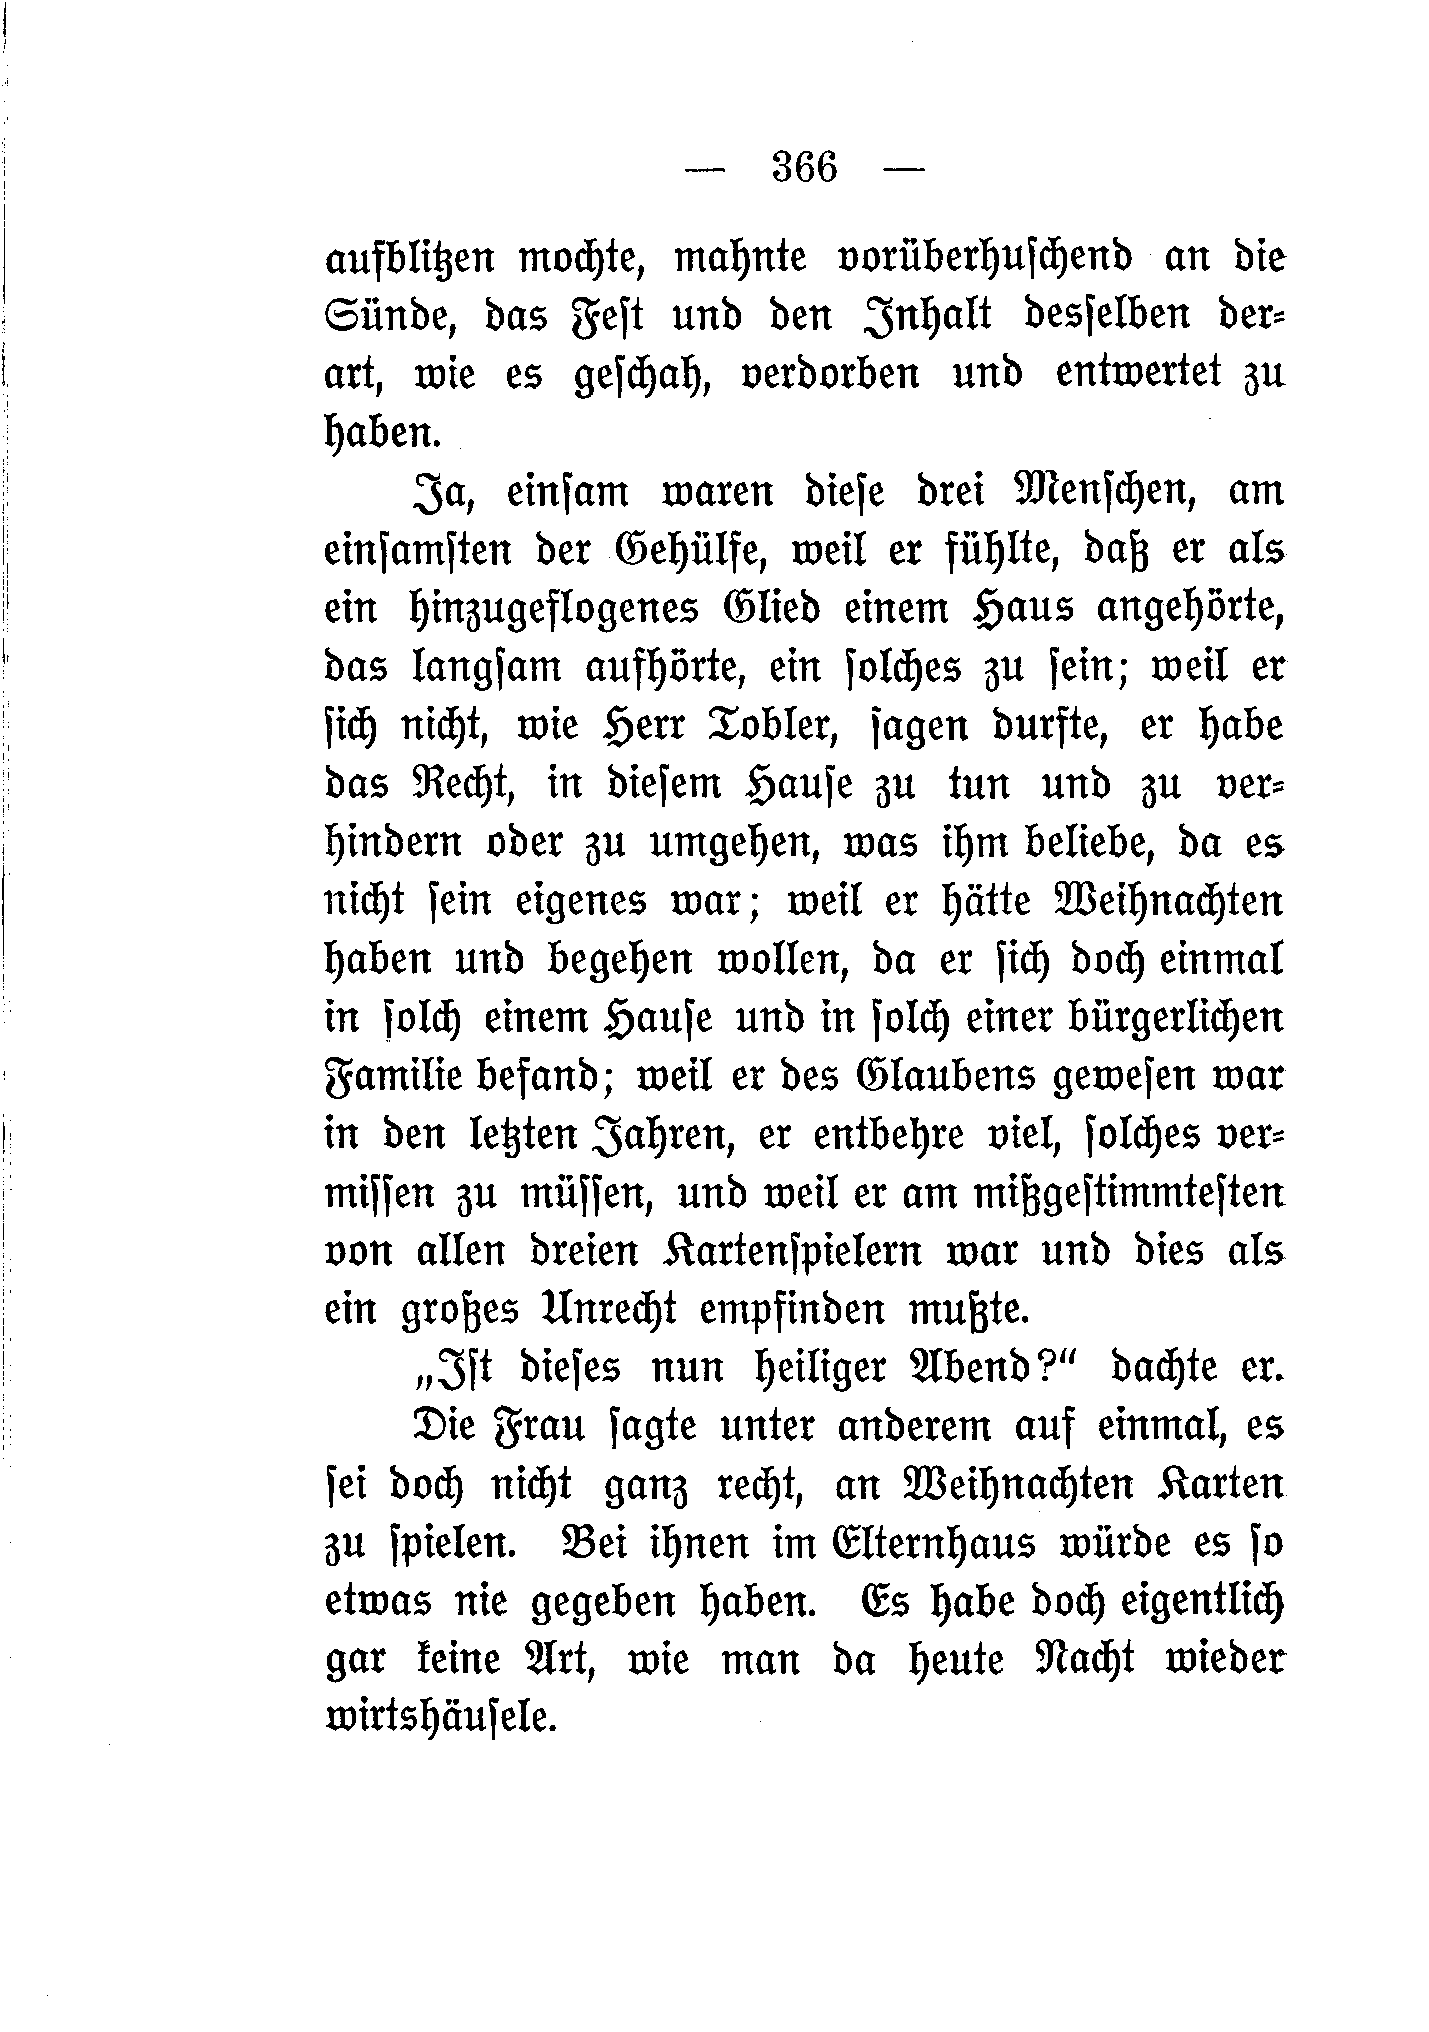 — 366 —
aufblitzen mochte, mahnte vorüberhuschend an die
Sünde, das Fest und den Inhalt desselben der-
art, wie es geschah, verdorben und entwertet zu
haben.
Ja, einsam waren diese drei Menschen, am
einsamsten der Gehülfe, weil er fühlte, daß er als
ein hinzugeflogenes Glied einem Haus angehörte,
das langsam aufhörte, ein solches zu sein; weil er
sich nicht, wie Herr Tobler, sagen durfte, er habe
das Recht, in diesem Hause zu tun und zu ver-
hindern oder zu umgehen, was ihm beliebe, da es
nicht sein eigenes war; weil er hätte Weihnachten
haben und begehen wollen, da er sich doch einmal
in solch einem Hause und in solch einer bürgerlichen
Familie befand; weil er des Glaubens gewesen war
in den letzten Jahren, er entbehre viel, solches ver-
missen zu müssen, und weil er am mißgestimmtesten
von allen dreien Kartenspielern war und dies als
ein großes Unrecht empfinden mußte.
„Ist dieses nun heiliger Abend?“ dachte er.
Die Frau sagte unter anderem auf einmal, es
sei doch nicht ganz recht, an Weihnachten Karten
zu spielen. Bei ihnen im Elternhaus würde es so
etwas nie gegeben haben. Es habe doch eigentlich
gar keine Art, wie man da heute Nacht wieder
wirtshäusele.